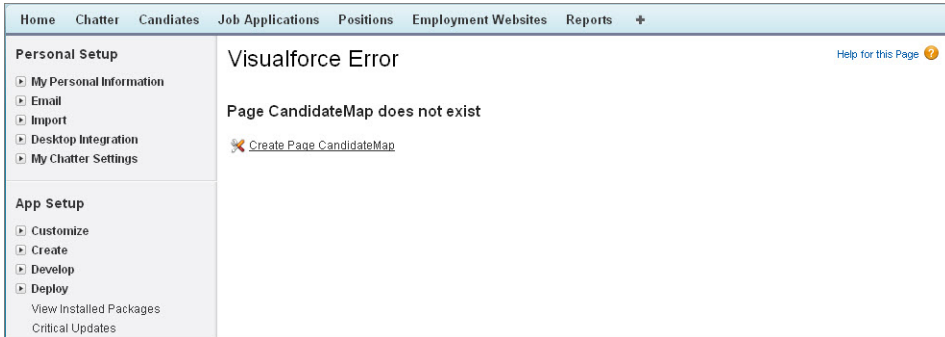 Home Chatter Candiates Job Applications Positions Employment Websites Reports +
Personal Setup
My Personal Information
Email
Import
Desktop Integration
My Chatter Settings
App Setup
Customize
Create
Develop
Deploy
View Installed Packages
Critical Updates
Visualforce Error
Help for this Page ?
Page CandidateMap does not exist
Create Page CandidateMap